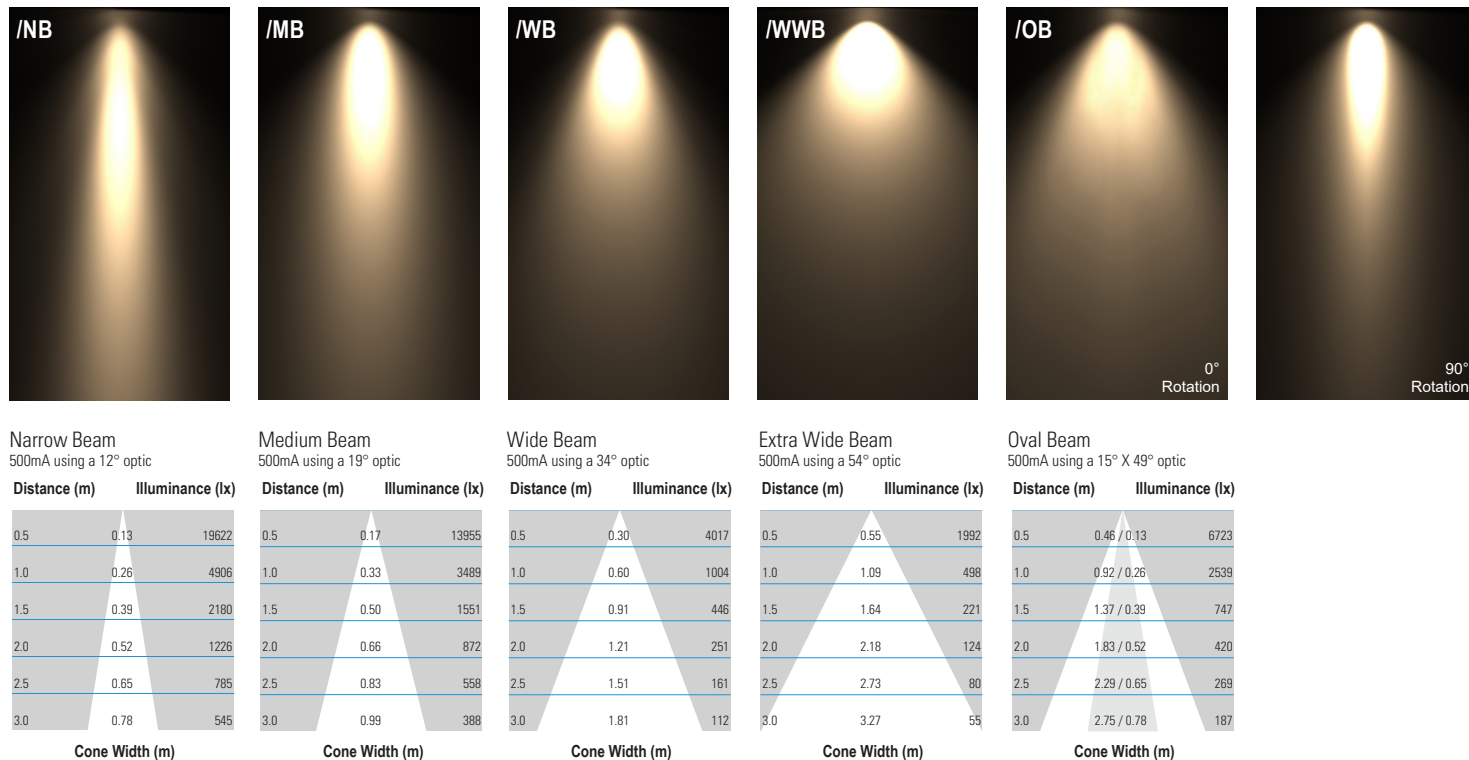 /NB
/MB
/WB
/WWB
/OB
0°
Rotation
90°
Rotation
Narrow Beam
500mA using a 12° optic
Distance (m) Illuminance (lx)
0.5 0.13 19622
1.0 0.26 4906
1.5 0.39 2180
2.0 0.52 1226
2.5 0.65 785
3.0 0.78 545
Cone Width (m)
Medium Beam
500mA using a 19° optic
Distance (m) Illuminance (lx)
0.5 0.17 13955
1.0 0.33 3489
1.5 0.50 1551
2.0 0.66 872
2.5 0.83 558
3.0 0.99 388
Cone Width (m)
Wide Beam
500mA using a 34° optic
Distance (m) Illuminance (lx)
0.5 0.30 4017
1.0 0.60 1004
1.5 0.91 446
2.0 1.21 251
2.5 1.51 161
3.0 1.81 112
Cone Width (m)
Extra Wide Beam
500mA using a 54° optic
Distance (m) Illuminance (lx)
0.5 0.55 1992
1.0 1.09 498
1.5 1.64 221
2.0 2.18 124
2.5 2.73 80
3.0 3.27 55
Cone Width (m)
Oval Beam
500mA using a 15° X 49° optic
Distance (m) Illuminance (lx)
0.5 0.46 / 0.13 6723
1.0 0.92 / 0.26 2539
1.5 1.37 / 0.39 747
2.0 1.83 / 0.52 420
2.5 2.29 / 0.65 269
3.0 2.75 / 0.78 187
Cone Width (m)